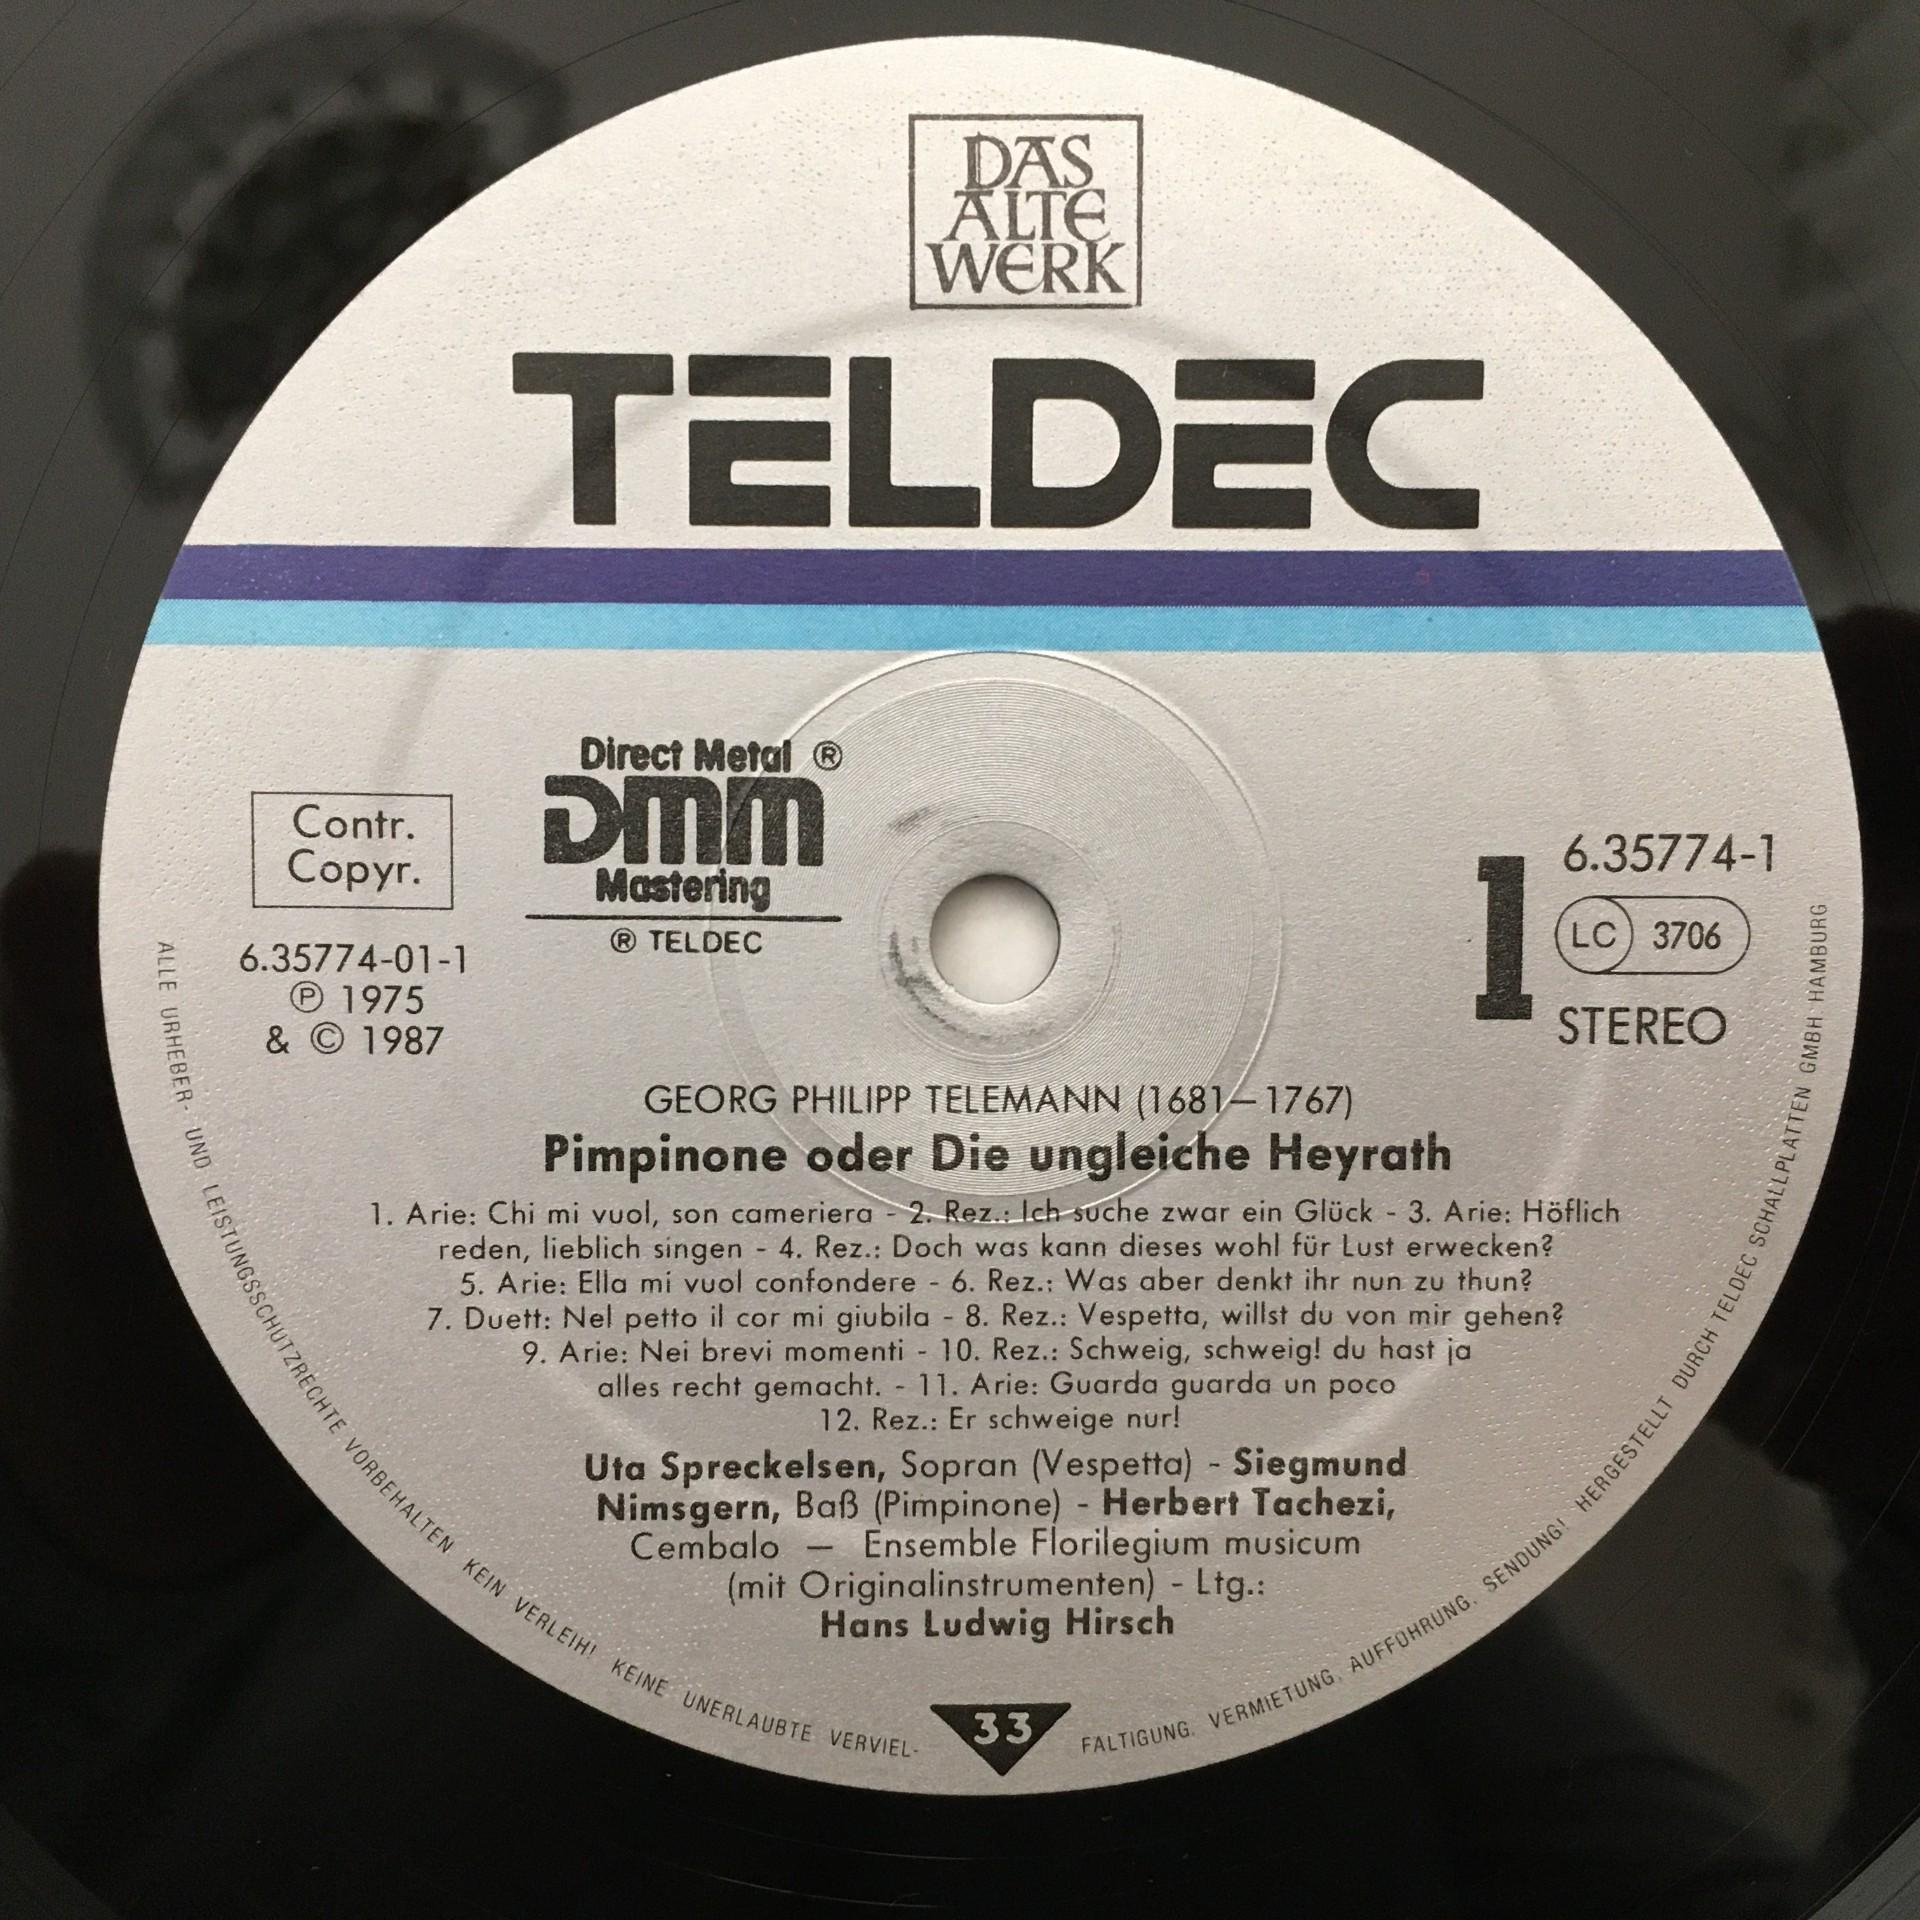 DAS
ALTE
WERK
TELDEC
Direct Metal ®
DMM
Mastering
® TELDEC
Contr.
Copyr.
6.35774-01-1
℗ 1975
& © 1987
1
6.35774-1
LC 3706
STEREO
GEORG PHILIPP TELEMANN (1681–1767)
Pimpinone oder Die ungleiche Heyrath
1. Arie: Chi mi vuol, son cameriera - 2. Rez.: Ich suche zwar ein Glück - 3. Arie: Höflich
reden, lieblich singen - 4. Rez.: Doch was kann dieses wohl für Lust erwecken?
5. Arie: Ella mi vuol confondere - 6. Rez.: Was aber denkt ihr nun zu thun?
7. Duett: Nel petto il cor mi giubila - 8. Rez.: Vespetta, willst du von mir gehen?
9. Arie: Nei brevi momenti - 10. Rez.: Schweig, schweig! du hast ja
alles recht gemacht. - 11. Arie: Guarda guarda un poco
12. Rez.: Er schweige nur!
Uta Spreckelsen, Sopran (Vespetta) - Siegmund
Nimsgern, Baß (Pimpinone) - Herbert Tachezi,
Cembalo — Ensemble Florilegium musicum
(mit Originalinstrumenten) - Ltg.:
Hans Ludwig Hirsch
33
ALLE URHEBER- UND LEISTUNGSSCHUTZRECHTE VORBEHALTEN KEIN VERLEIH! KEINE UNERLAUBTE VERVIEL-
FÄLTIGUNG, VERMIETUNG, AUFFÜHRUNG, SENDUNG! HERGESTELLT DURCH TELDEC SCHALLPLATTEN GMBH HAMBURG